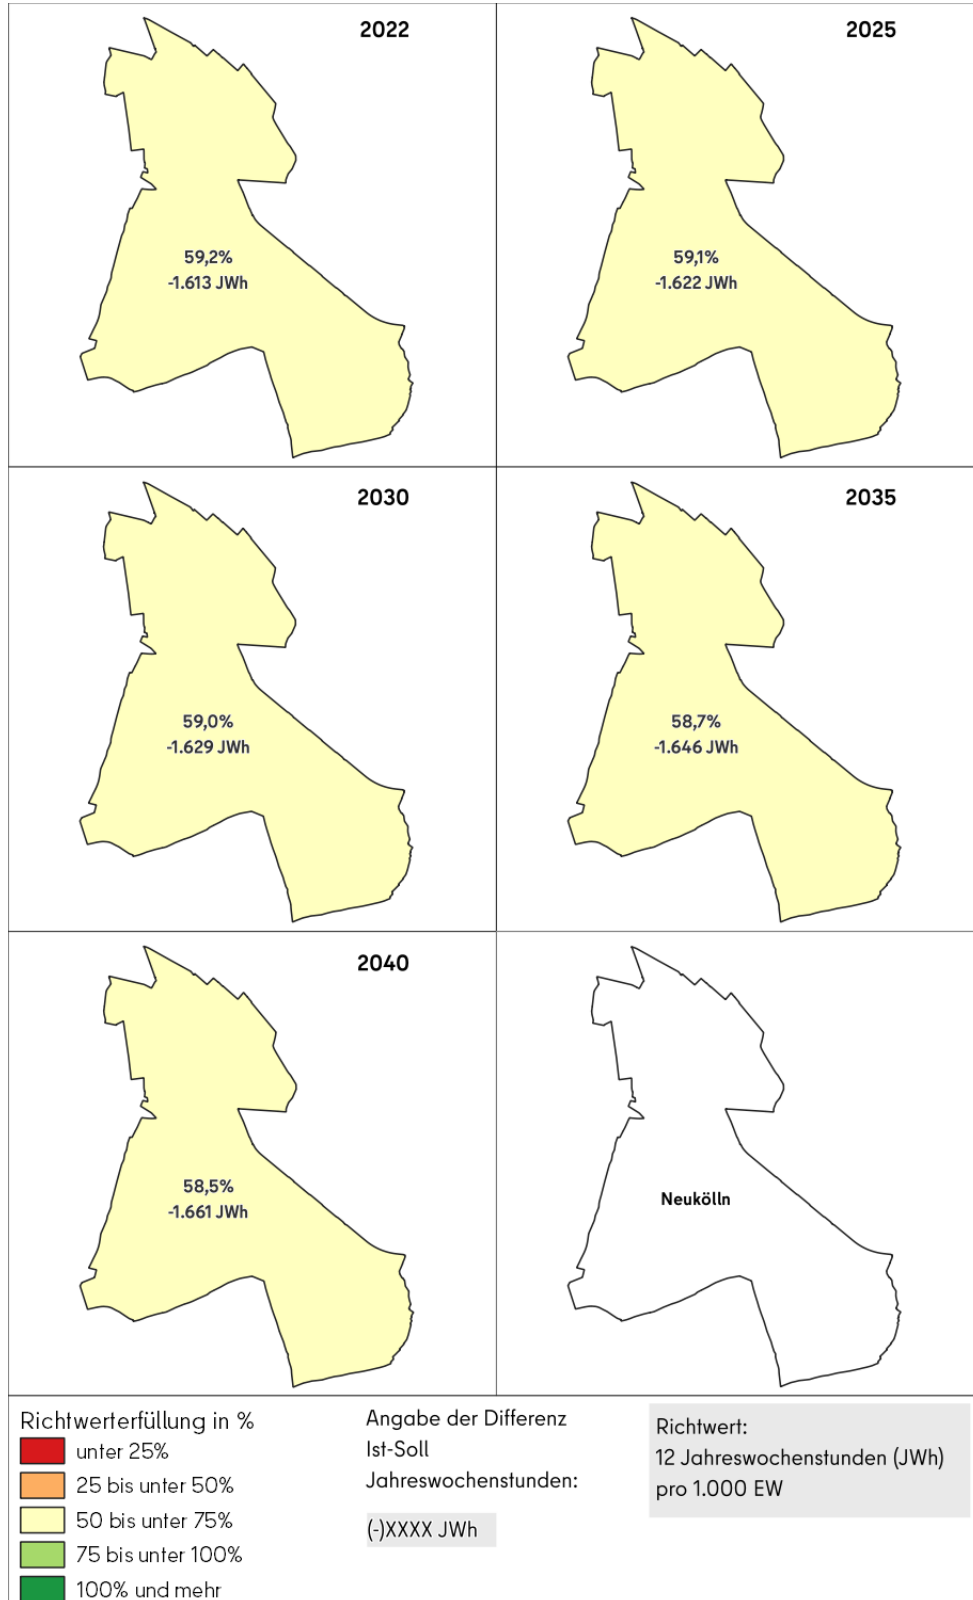 2022
59,2%
-1.613 JWh
2025
59,1%
-1.622 JWh
2030
59,0%
-1.629 JWh
2035
58,7%
-1.646 JWh
2040
58,5%
-1.661 JWh
Neukölln
Richtwerterfüllung in %
unter 25%
25 bis unter 50%
50 bis unter 75%
75 bis unter 100%
100% und mehr
Angabe der Differenz
Ist-Soll
Jahreswochenstunden:
(-)XXXX JWh
Richtwert:
12 Jahreswochenstunden (JWh)
pro 1.000 EW